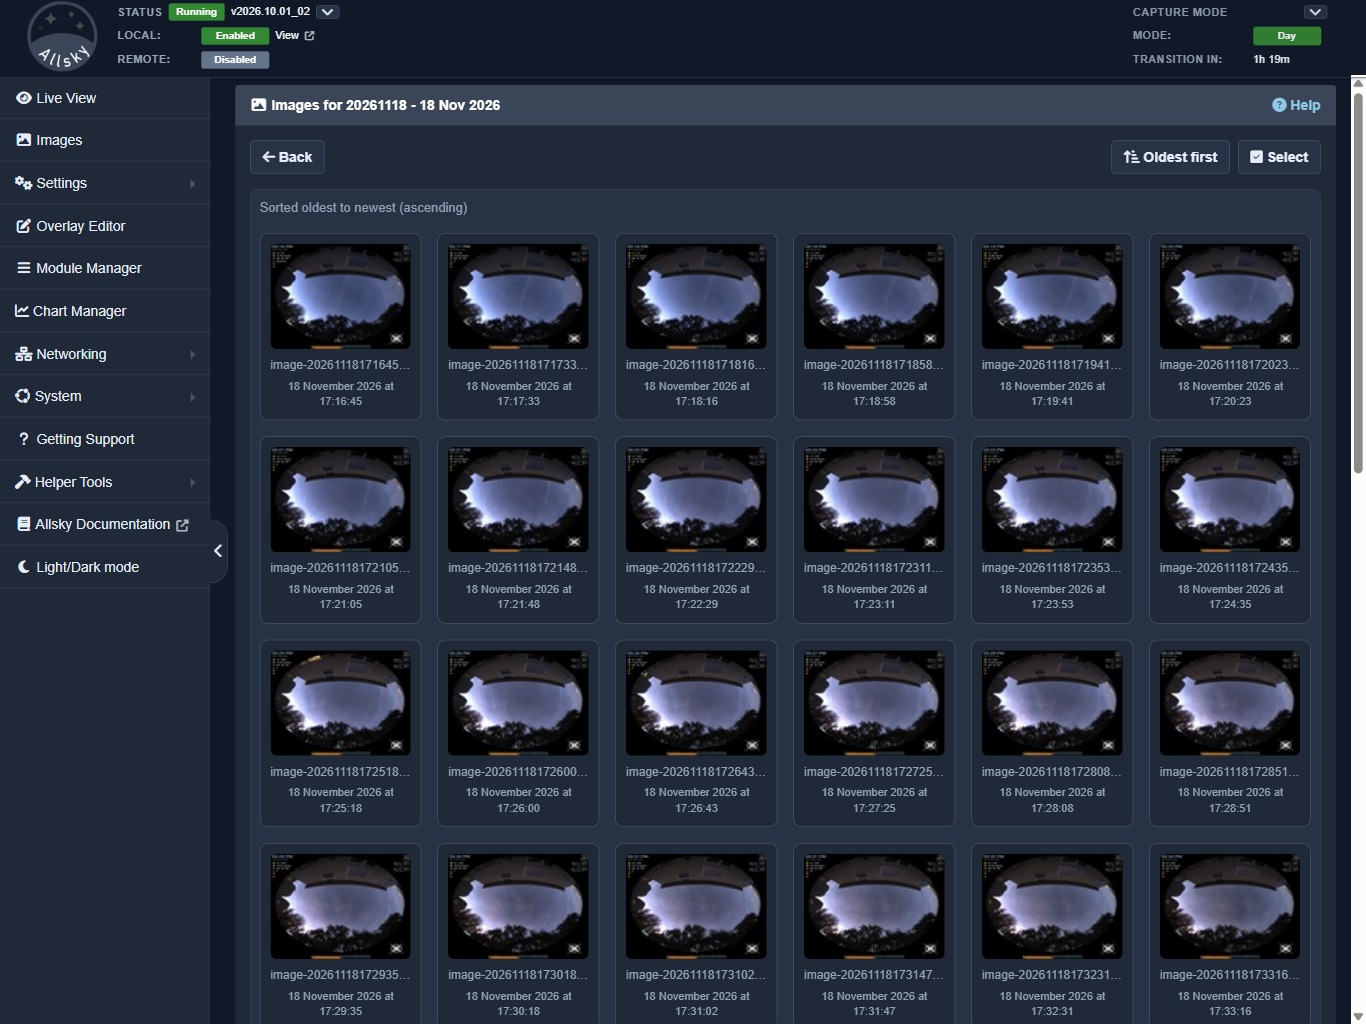 Allsky
STATUS Running v2026.10.01_02
LOCAL: Enabled View
REMOTE: Disabled
CAPTURE MODE
MODE: Day
TRANSITION IN: 1h 19m
Live View
Images
Settings
Overlay Editor
Module Manager
Chart Manager
Networking
System
Getting Support
Helper Tools
Allsky Documentation
Light/Dark mode
Images for 20261118 - 18 Nov 2026
Help
Back
Oldest first
Select
Sorted oldest to newest (ascending)
image-20261118171645...
18 November 2026 at
17:16:45
image-20261118171733...
18 November 2026 at
17:17:33
image-20261118171816...
18 November 2026 at
17:18:16
image-20261118171858...
18 November 2026 at
17:18:58
image-20261118171941...
18 November 2026 at
17:19:41
image-20261118172023...
18 November 2026 at
17:20:23
image-20261118172105...
18 November 2026 at
17:21:05
image-20261118172148...
18 November 2026 at
17:21:48
image-20261118172229...
18 November 2026 at
17:22:29
image-20261118172311...
18 November 2026 at
17:23:11
image-20261118172353...
18 November 2026 at
17:23:53
image-20261118172435...
18 November 2026 at
17:24:35
image-20261118172518...
18 November 2026 at
17:25:18
image-20261118172600...
18 November 2026 at
17:26:00
image-20261118172643...
18 November 2026 at
17:26:43
image-20261118172725...
18 November 2026 at
17:27:25
image-20261118172808...
18 November 2026 at
17:28:08
image-20261118172851...
18 November 2026 at
17:28:51
image-20261118172935...
18 November 2026 at
17:29:35
image-20261118173018...
18 November 2026 at
17:30:18
image-20261118173102...
18 November 2026 at
17:31:02
image-20261118173147...
18 November 2026 at
17:31:47
image-20261118173231...
18 November 2026 at
17:32:31
image-20261118173316...
18 November 2026 at
17:33:16